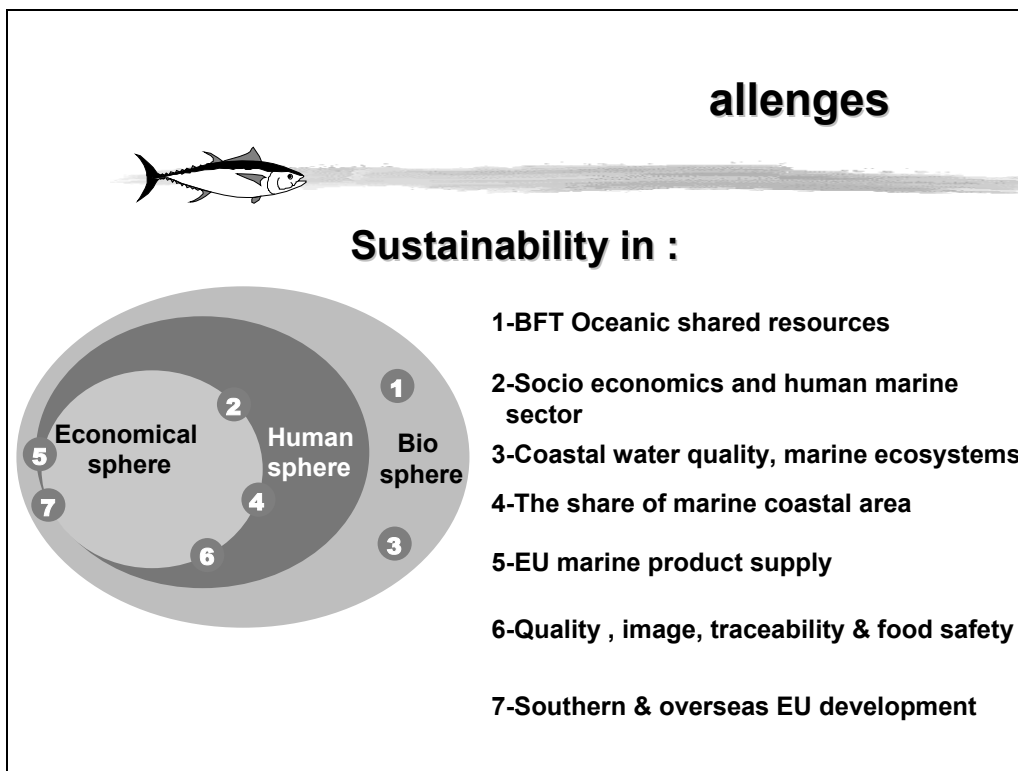 allenges
Sustainability in :
1-BFT Oceanic shared resources
2-Socio economics and human marine
sector
3-Coastal water quality, marine ecosystems
4-The share of marine coastal area
5-EU marine product supply
6-Quality , image, traceability & food safety
7-Southern & overseas EU development
Economical
sphere
Human
sphere
Bio
sphere
1
2
3
4
5
6
7